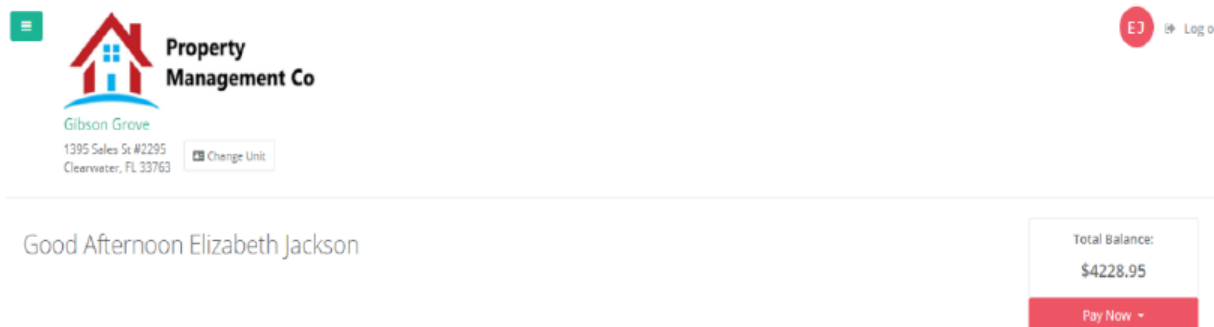 EJ
Log o
Property
Management Co
Gibson Grove
1395 Sales St #2295
Clearwater, FL 33763
Change Unit
Good Afternoon Elizabeth Jackson
Total Balance:
$4228.95
Pay Now